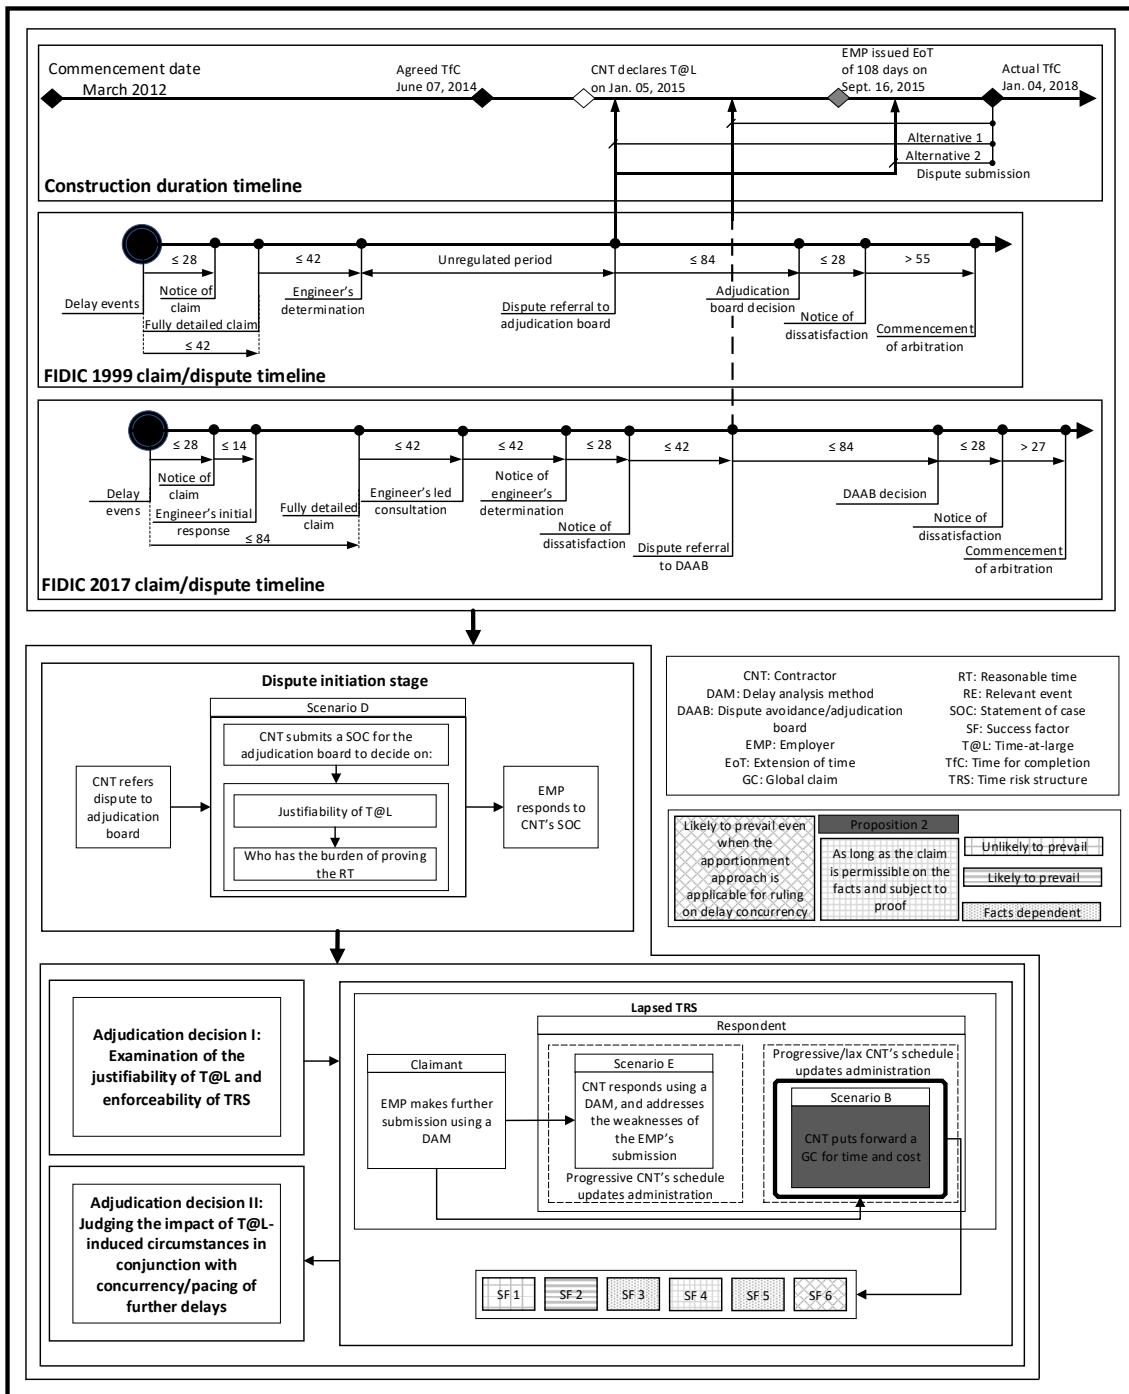 Commencement date
March 2012
Agreed TfC
June 07, 2014
CNT declares T@L
on Jan. 05, 2015
EMP issued EoT
of 108 days on
Sept. 16, 2015
Actual TfC
Jan. 04, 2018
Alternative 1
Alternative 2
Dispute submission
Construction duration timeline
≤ 28
≤ 42
Unregulated period
≤ 84
≤ 28
> 55
Delay events
Notice of
claim
Fully detailed claim
≤ 42
Engineer's
determination
Dispute referral to
adjudication board
Adjudication
board decision
Notice of
dissatisfaction
Commencement
of arbitration
FIDIC 1999 claim/dispute timeline
≤ 28
≤ 14
≤ 42
≤ 42
≤ 28
≤ 42
≤ 84
≤ 28
> 27
Delay
evens
Notice of
claim
Engineer's initial
response
≤ 84
Fully detailed
claim
Engineer's led
consultation
Notice of
engineer's
determination
Notice of
dissatisfaction
Dispute referral
to DAAB
DAAB decision
Notice of
dissatisfaction
Commencement
of arbitration
FIDIC 2017 claim/dispute timeline
Dispute initiation stage
Scenario D
CNT submits a SOC for the
adjudication board to decide on:
CNT refers
dispute to
adjudication
board
Justifiability of T@L
Who has the burden of proving
the RT
EMP
responds to
CNT's SOC
CNT: Contractor
DAM: Delay analysis method
DAAB: Dispute avoidance/adjudication
board
EMP: Employer
EoT: Extension of time
GC: Global claim
RT: Reasonable time
RE: Relevant event
SOC: Statement of case
SF: Success factor
T@L: Time-at-large
TfC: Time for completion
TRS: Time risk structure
Likely to prevail even
when the
apportionment
approach is
applicable for ruling
on delay concurrency
Proposition 2
As long as the claim
is permissible on the
facts and subject to
proof
Unlikely to prevail
Likely to prevail
Facts dependent
Adjudication decision I:
Examination of the
justifiability of T@L and
enforceability of TRS
Adjudication decision II:
Judging the impact of T@L-
induced circumstances in
conjunction with
concurrency/pacing of
further delays
Lapsed TRS
Respondent
Claimant
EMP makes further
submission using a
DAM
Scenario E
CNT responds using a
DAM, and addresses
the weaknesses of
the EMP's
submission
Progressive CNT's schedule
updates administration
Progressive/lax CNT's schedule
updates administration
Scenario B
CNT puts forward a
GC for time and cost
SF 1
SF 2
SF 3
SF 4
SF 5
SF 6